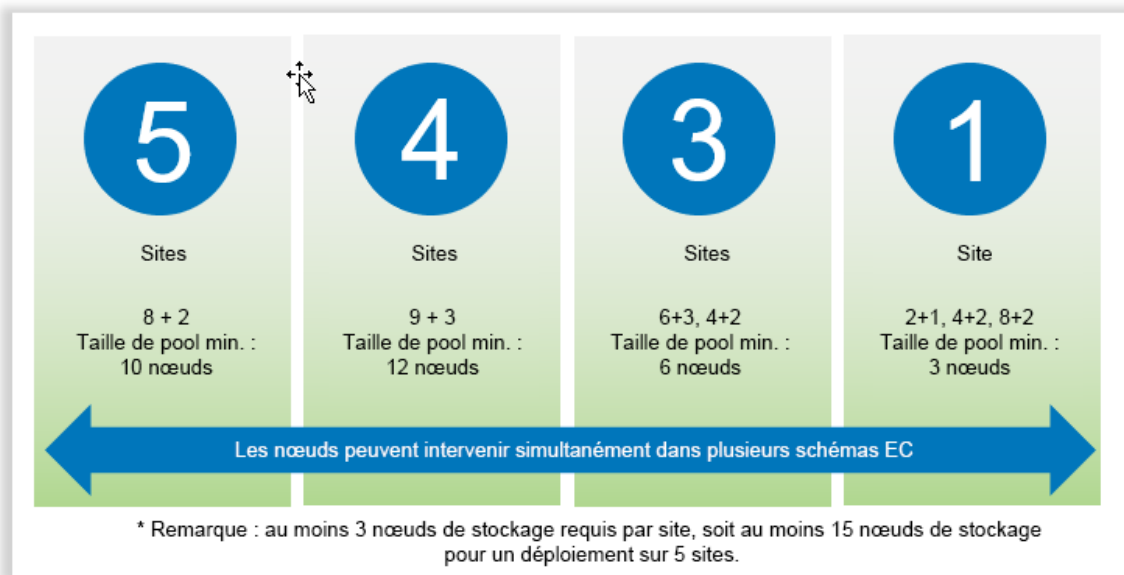 5
Sites
8 + 2
Taille de pool min. :
10 nœuds
4
Sites
9 + 3
Taille de pool min. :
12 nœuds
3
Sites
6+3, 4+2
Taille de pool min. :
6 nœuds
1
Site
2+1, 4+2, 8+2
Taille de pool min. :
3 nœuds
Les nœuds peuvent intervenir simultanément dans plusieurs schémas EC
* Remarque : au moins 3 nœuds de stockage requis par site, soit au moins 15 nœuds de stockage
pour un déploiement sur 5 sites.